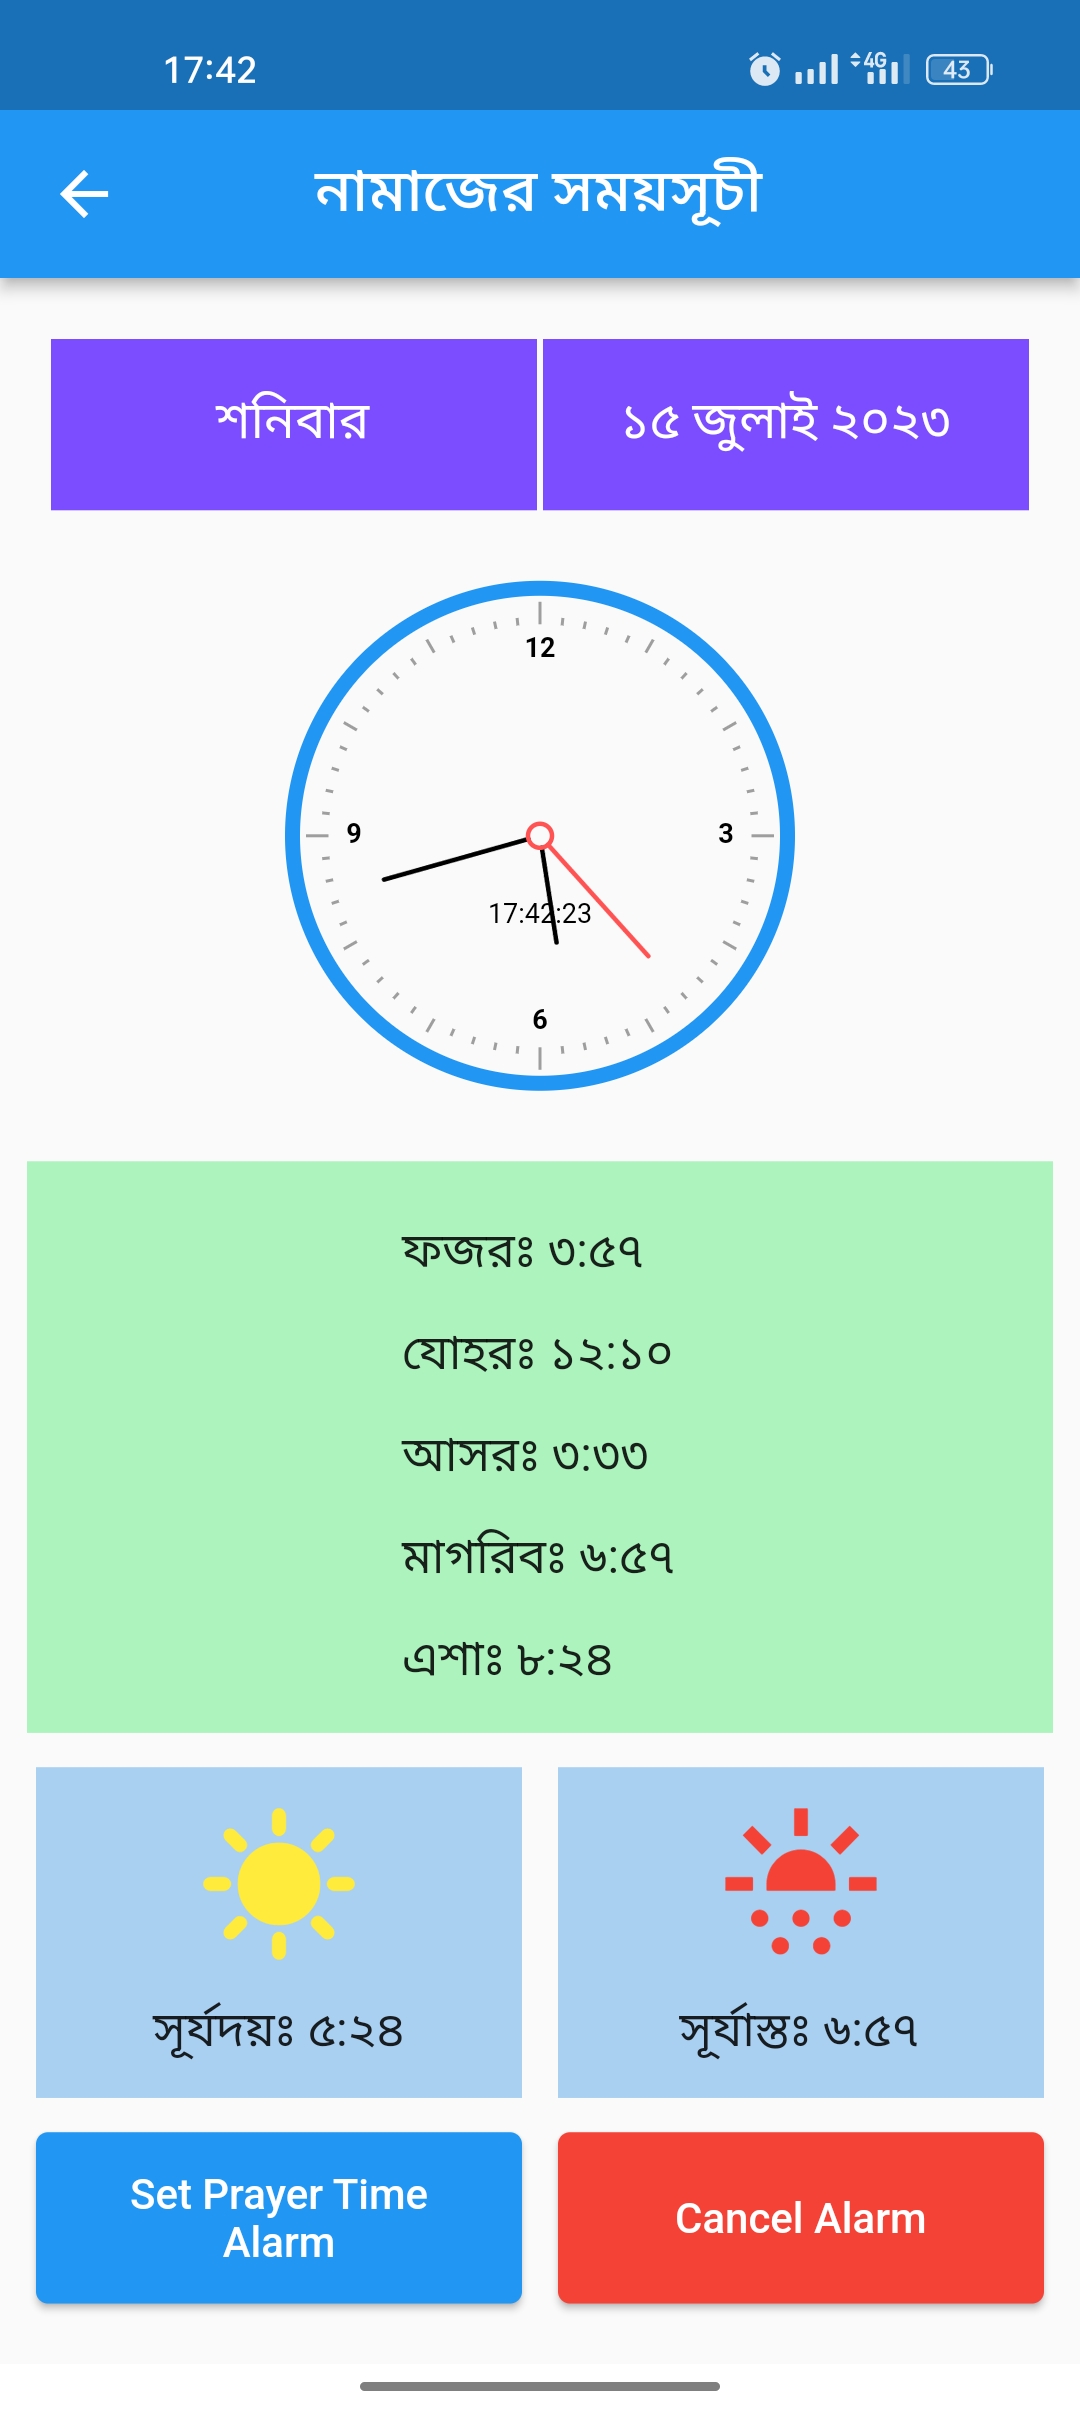 17:42
4G
43
নামাজের সময়সূচী
শনিবার
১৫ জুলাই ২০২৩
12
9
3
17:42:23
6
ফজরঃ ৩:৫৭
যোহরঃ ১২:১০
আসরঃ ৩:৩৩
মাগরিবঃ ৬:৫৭
এশাঃ ৮:২৪
সূর্যদয়ঃ ৫:২৪
সূর্যাস্তঃ ৬:৫৭
Set Prayer Time
Alarm
Cancel Alarm